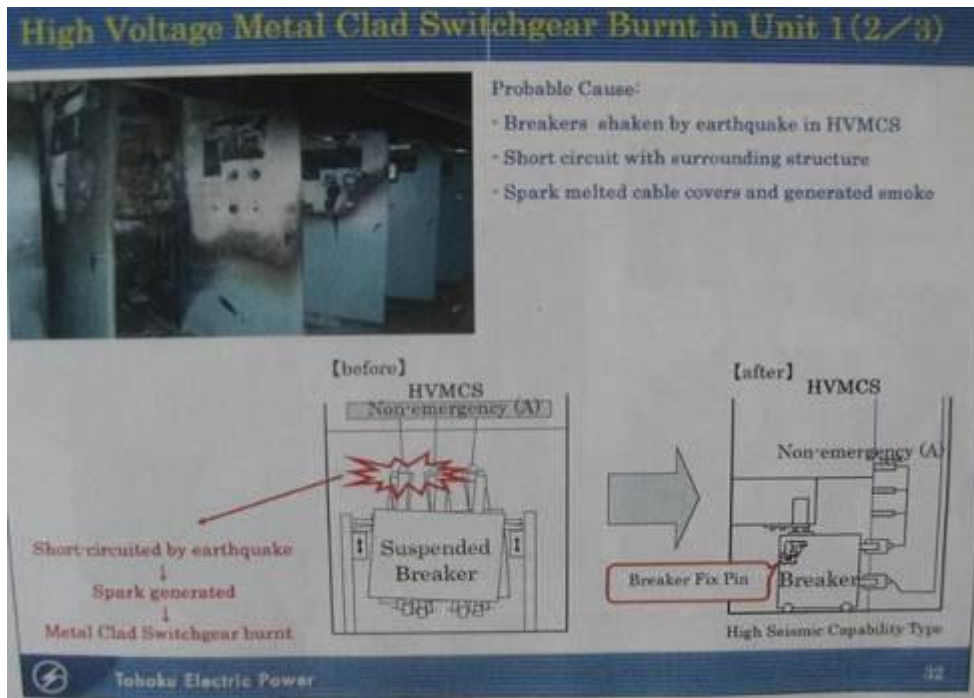 High Voltage Metal Clad Switchgear Burnt in Unit 1(2/3)
Probable Cause:
- Breakers shaken by earthquake in HVMCS
- Short circuit with surrounding structure
- Spark melted cable covers and generated smoke
【before】
HVMCS
Non-emergency (A)
Suspended
Breaker
Short-circuited by earthquake
↓
Spark generated
↓
Metal Clad Switchgear burnt
【after】
HVMCS
Non-emergency (A)
Breaker Fix Pin
Breaker
High Seismic Capability Type
Tohoku Electric Power
32